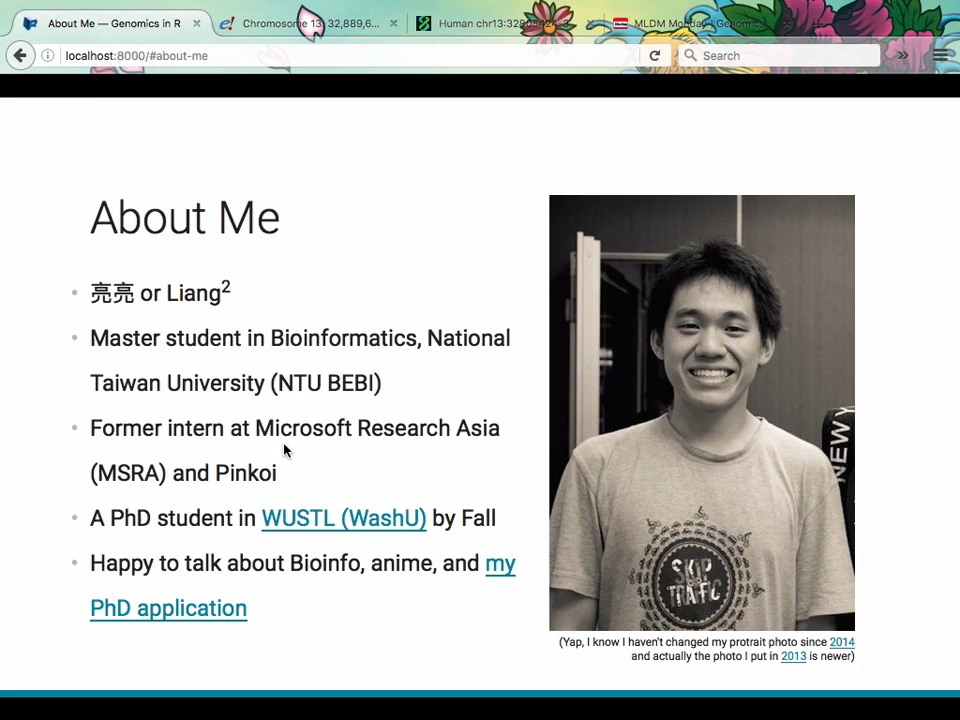 About Me — Genomics in R
Chromosome 13: 32,889,6...
MLDM Monday
localhost:8000/#about-me
Search
About Me
亮亮 or Liang2
Master student in Bioinformatics, National
Taiwan University (NTU BEBI)
Former intern at Microsoft Research Asia
(MSRA) and Pinkoi
A PhD student in WUSTL (WashU) by Fall
Happy to talk about Bioinfo, anime, and my
PhD application
NEW
SKIP
TRAFFIC
(Yap, I know I haven't changed my protrait photo since 2014
and actually the photo I put in 2013 is newer)